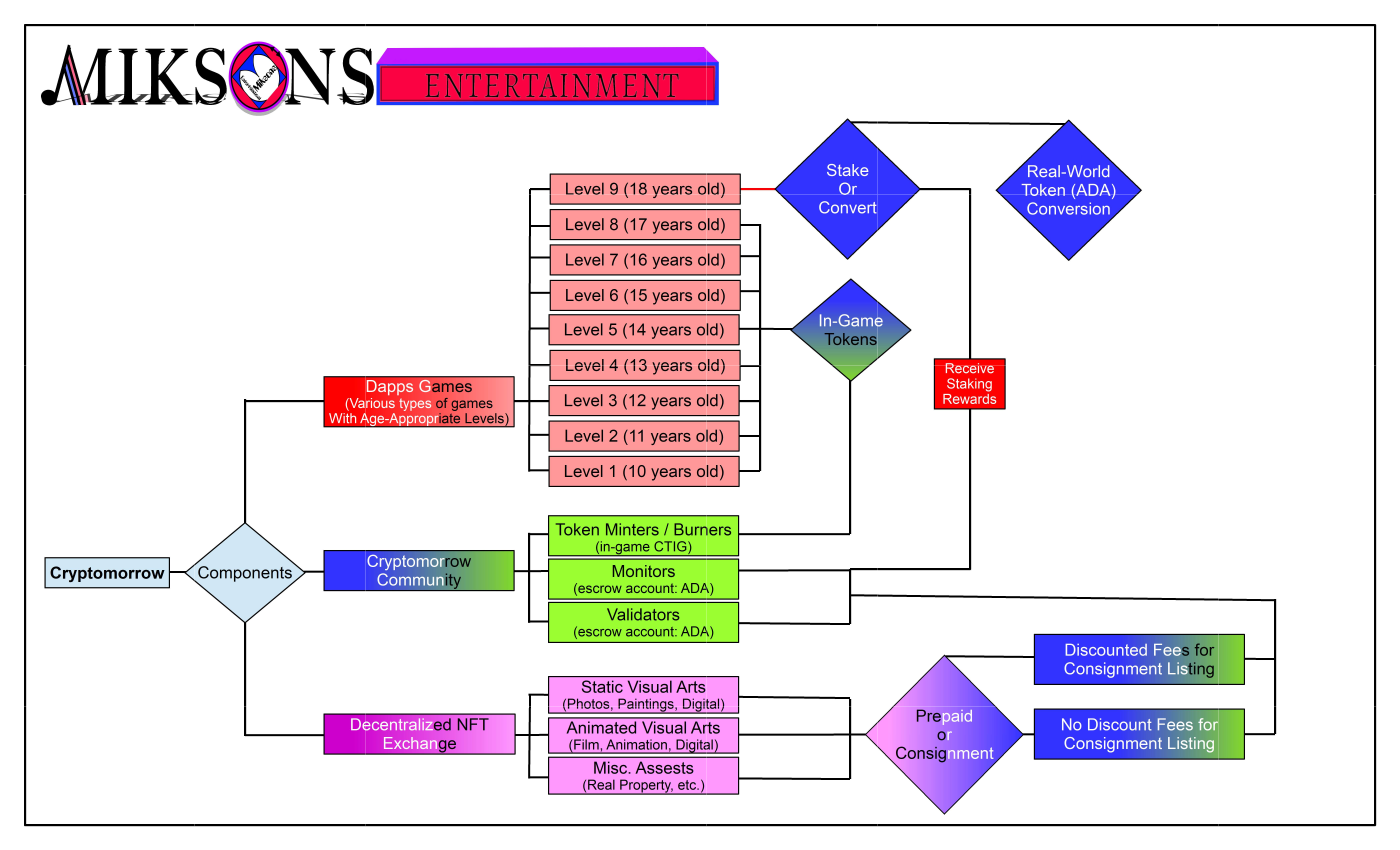 MIKSONS
ENTERTAINMENT
Level 9 (18 years old)
Level 8 (17 years old)
Level 7 (16 years old)
Level 6 (15 years old)
Level 5 (14 years old)
Level 4 (13 years old)
Level 3 (12 years old)
Level 2 (11 years old)
Level 1 (10 years old)
Stake
Or
Convert
Real-World
Token (ADA)
Conversion
In-Game
Tokens
Receive
Staking
Rewards
Dapps Games
(Various types of games
With Age-Appropriate Levels)
Cryptomorrow
Components
Cryptomorrow
Community
Token Minters / Burners
(in-game CTIG)
Monitors
(escrow account: ADA)
Validators
(escrow account: ADA)
Decentralized NFT
Exchange
Static Visual Arts
(Photos, Paintings, Digital)
Animated Visual Arts
(Film, Animation, Digital)
Misc. Assests
(Real Property, etc.)
Prepaid
or
Consignment
Discounted Fees for
Consignment Listing
No Discount Fees for
Consignment Listing